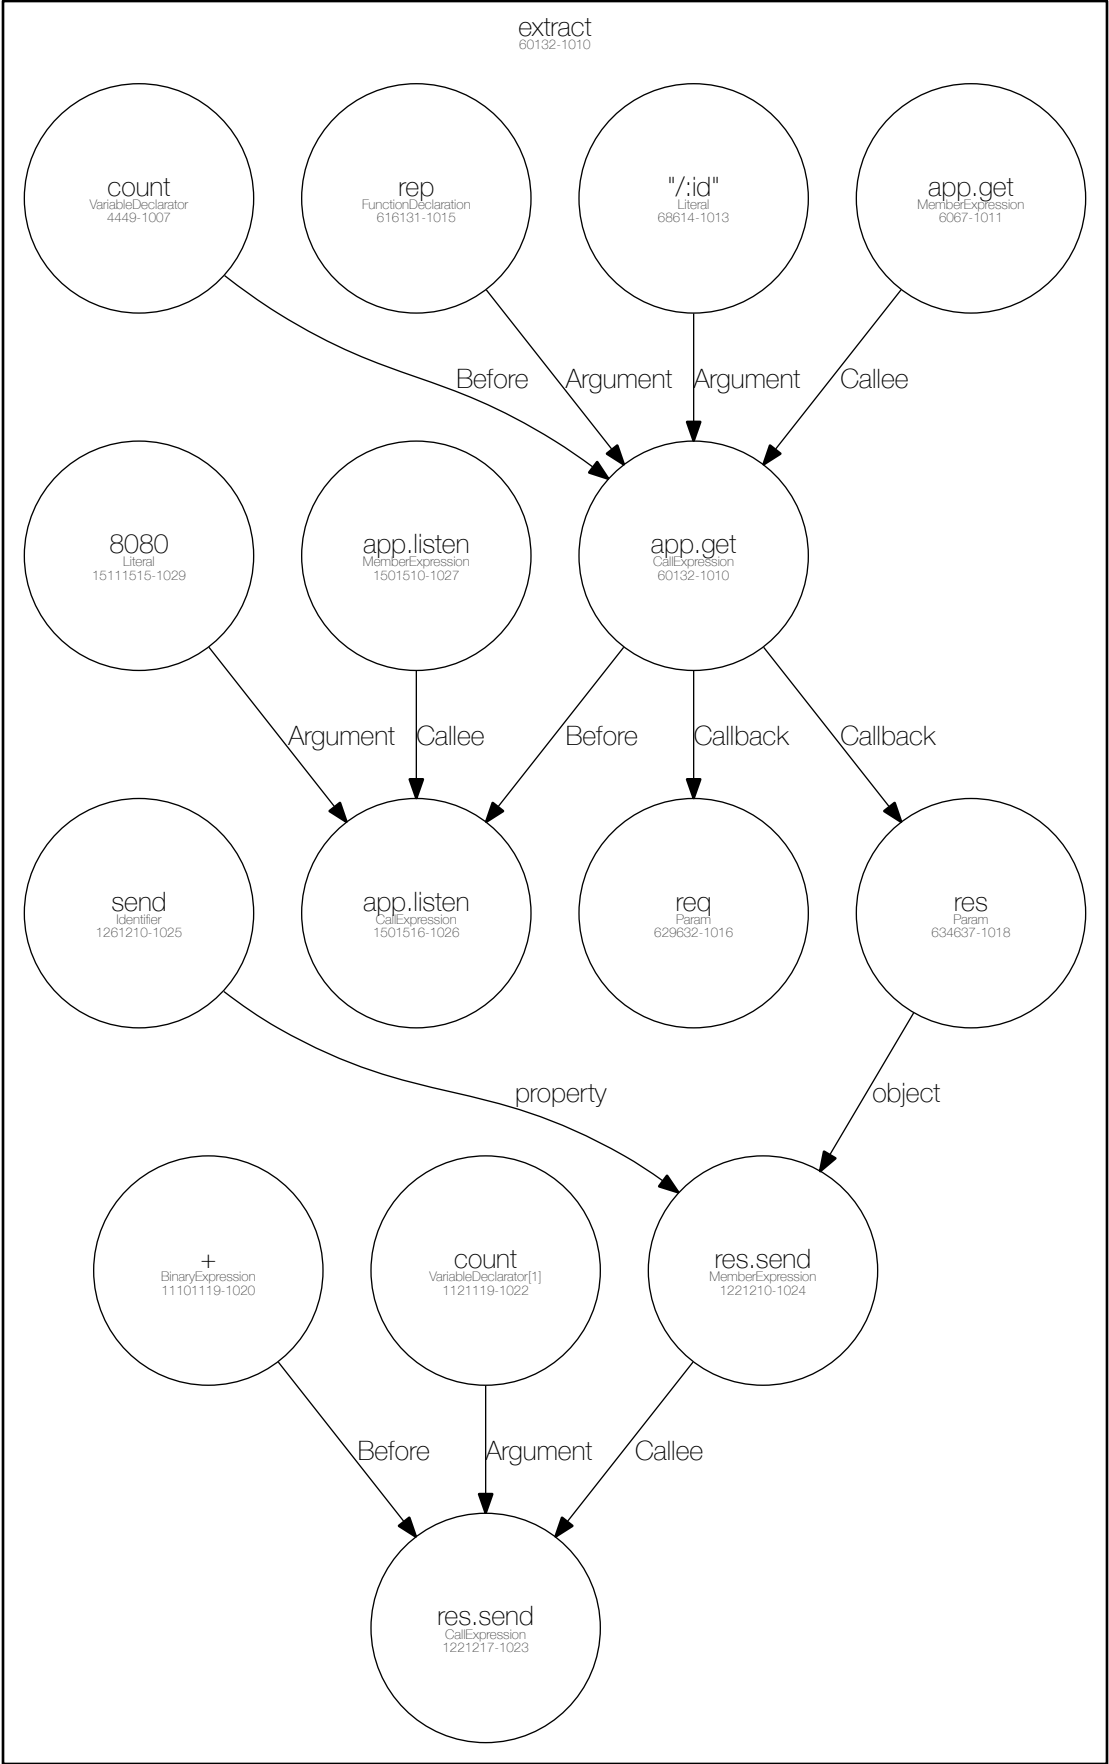 extract
60132-1010
count
VariableDeclarator
4449-1007
rep
FunctionDeclaration
616131-1015
"/:id"
Literal
68614-1013
app.get
MemberExpression
6067-1011
Before
Argument
Argument
Callee
8080
Literal
15111515-1029
app.listen
MemberExpression
1501510-1027
app.get
CallExpression
60132-1010
Argument
Callee
Before
Callback
Callback
send
Identifier
1261210-1025
app.listen
CallExpression
1501516-1026
req
Param
629632-1016
res
Param
634637-1018
property
object
+
BinaryExpression
11101119-1020
count
VariableDeclarator[1]
1121119-1022
res.send
MemberExpression
1221210-1024
Before
Argument
Callee
res.send
CallExpression
1221217-1023